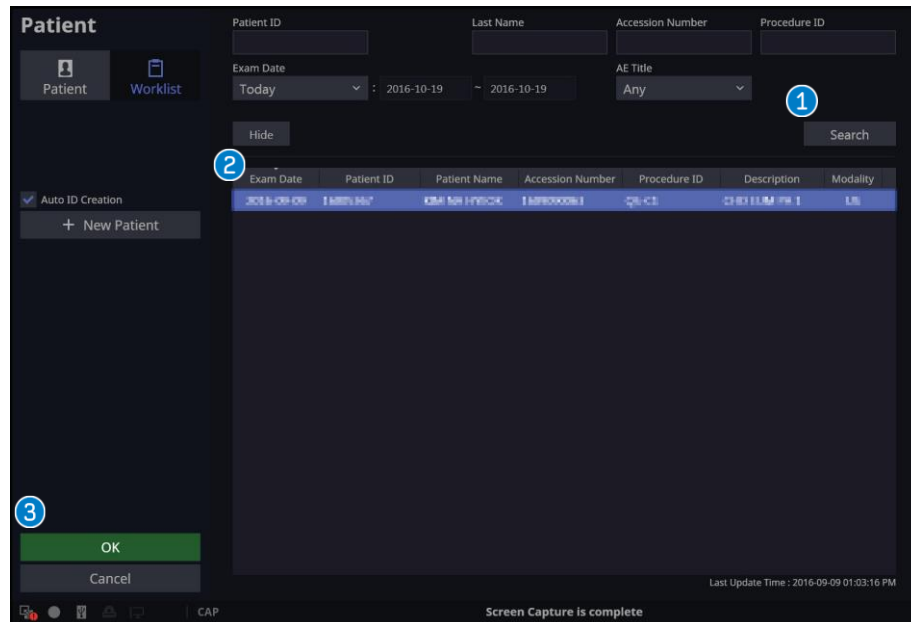 Patient
Patient ID
Last Name
Accession Number
Procedure ID
Patient
Worklist
Exam Date
AE Title
Today
: 2016-10-19 ~ 2016-10-19
Any
1
Hide
Search
2
Exam Date Patient ID Patient Name Accession Number Procedure ID Description Modality
Auto ID Creation
+ New Patient
3
OK
Cancel
Last Update Time : 2016-09-09 01:03:16 PM
CAP
Screen Capture is complete